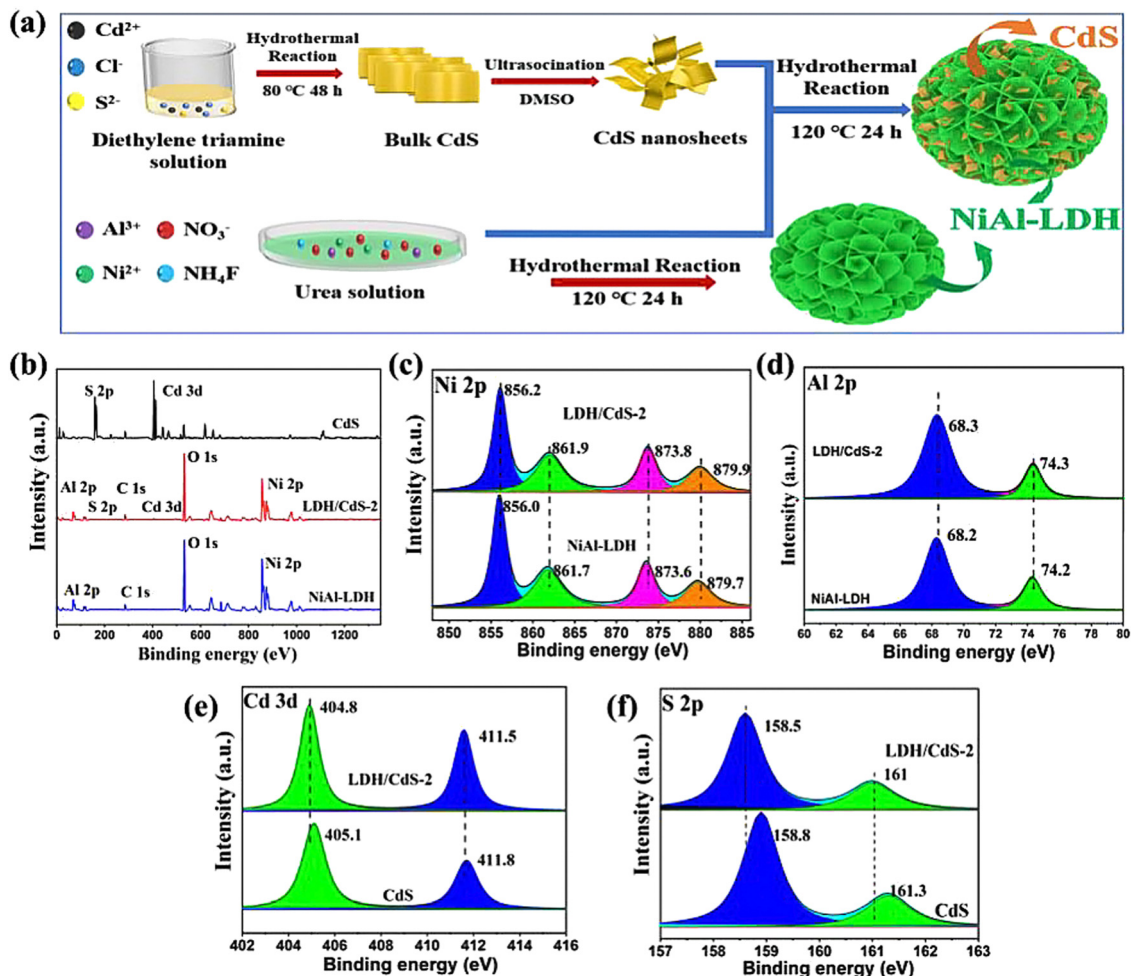 (a)
Cd²⁺
Cl⁻
S²⁻
Diethylene triamine
solution
Hydrothermal
Reaction
80 °C 48 h
Bulk CdS
Ultrasocination
DMSO
CdS nanosheets
Hydrothermal
Reaction
120 °C 24 h
CdS
NiAl-LDH
Al³⁺
NO₃⁻
Ni²⁺
NH₄F
Urea solution
Hydrothermal Reaction
120 °C 24 h
(b)
Intensity (a.u.)
S 2p
Cd 3d
CdS
O 1s
Al 2p
S 2p
C 1s
Cd 3d
Ni 2p
LDH/CdS-2
O 1s
Al 2p
C 1s
Ni 2p
NiAl-LDH
0 200 400 600 800 1000 1200
Binding energy (eV)
(c)
Ni 2p
Intensity (a.u.)
856.2
LDH/CdS-2
861.9
873.8
879.9
856.0
NiAl-LDH
861.7
873.6
879.7
850 855 860 865 870 875 880 885
Binding energy (eV)
(d)
Al 2p
Intensity (a.u.)
LDH/CdS-2
68.3
74.3
68.2
74.2
NiAl-LDH
60 62 64 66 68 70 72 74 76 78 80
Binding energy (eV)
(e)
Cd 3d
Intensity (a.u.)
404.8
411.5
LDH/CdS-2
405.1
411.8
CdS
402 404 406 408 410 412 414 416
Binding energy (eV)
(f)
S 2p
Intensity (a.u.)
158.5
LDH/CdS-2
161
158.8
161.3
CdS
157 158 159 160 161 162 163
Binding energy (eV)